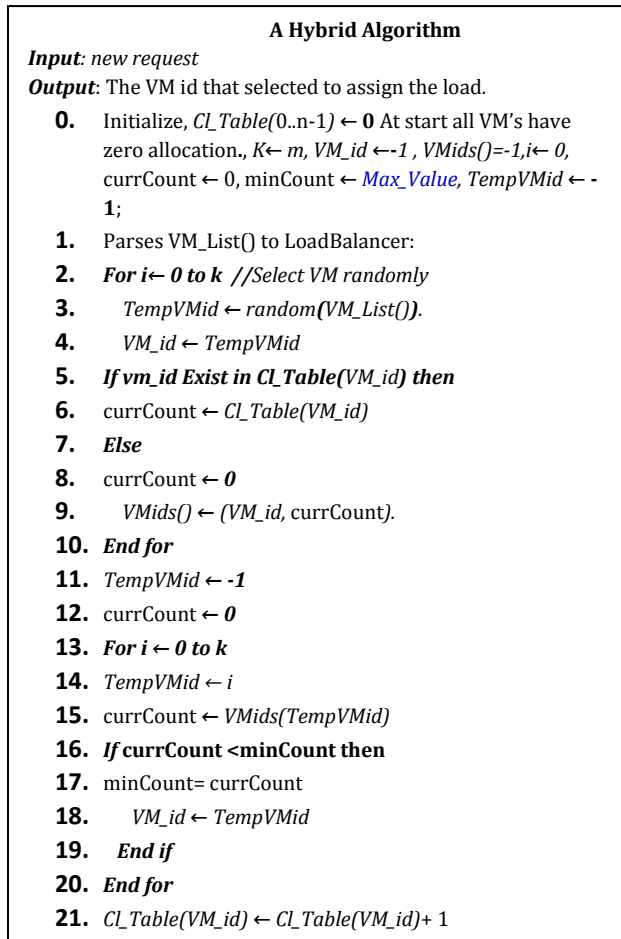 A Hybrid Algorithm
Input: new request
Output: The VM id that selected to assign the load.
0. Initialize, Cl_Table(0..n-1) ← 0 At start all VM's have
zero allocation., K← m, VM_id ←-1 , VMids()=-1,i← 0,
currCount ← 0, minCount ← Max_Value, TempVMid ← -
1;
1. Parses VM_List() to LoadBalancer:
2. For i← 0 to k //Select VM randomly
3. TempVMid ← random(VM_List()).
4. VM_id ← TempVMid
5. If vm_id Exist in Cl_Table(VM_id) then
6. currCount ← Cl_Table(VM_id)
7. Else
8. currCount ← 0
9. VMids() ← (VM_id, currCount).
10. End for
11. TempVMid ← -1
12. currCount ← 0
13. For i ← 0 to k
14. TempVMid ← i
15. currCount ← VMids(TempVMid)
16. If currCount <minCount then
17. minCount= currCount
18. VM_id ← TempVMid
19. End if
20. End for
21. Cl_Table(VM_id) ← Cl_Table(VM_id)+ 1